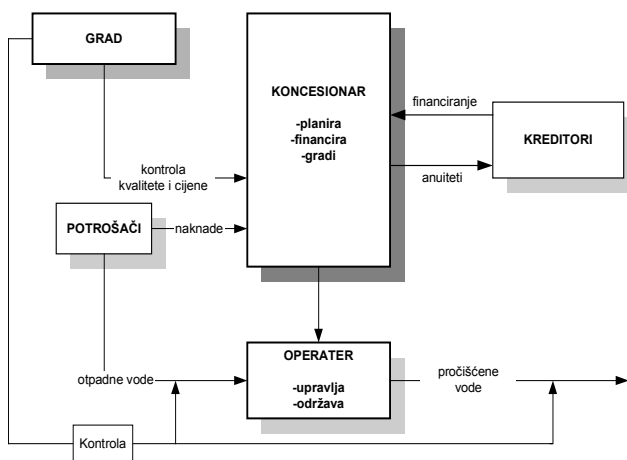 GRAD
KONCESIONAR
-planira
-financira
-gradi
financiranje
KREDITORI
anuiteti
kontrola
kvalitete i cijene
POTROŠAČI
naknade
OPERATER
-upravlja
-održava
otpadne vode
pročišćene
vode
Kontrola